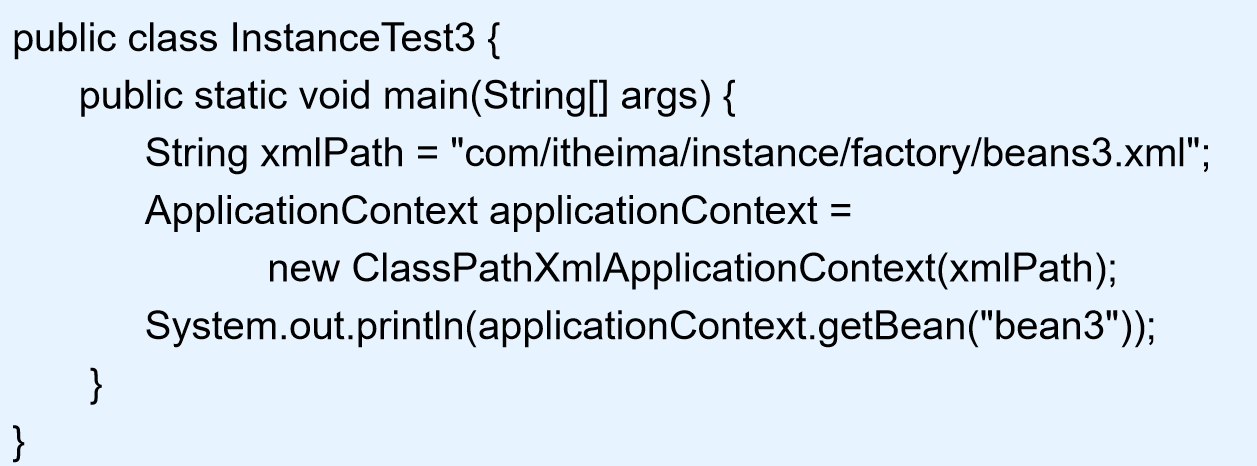 public class InstanceTest3 {
public static void main(String[] args) {
String xmlPath = "com/itheima/instance/factory/beans3.xml";
ApplicationContext applicationContext =
new ClassPathXmlApplicationContext(xmlPath);
System.out.println(applicationContext.getBean("bean3"));
}
}